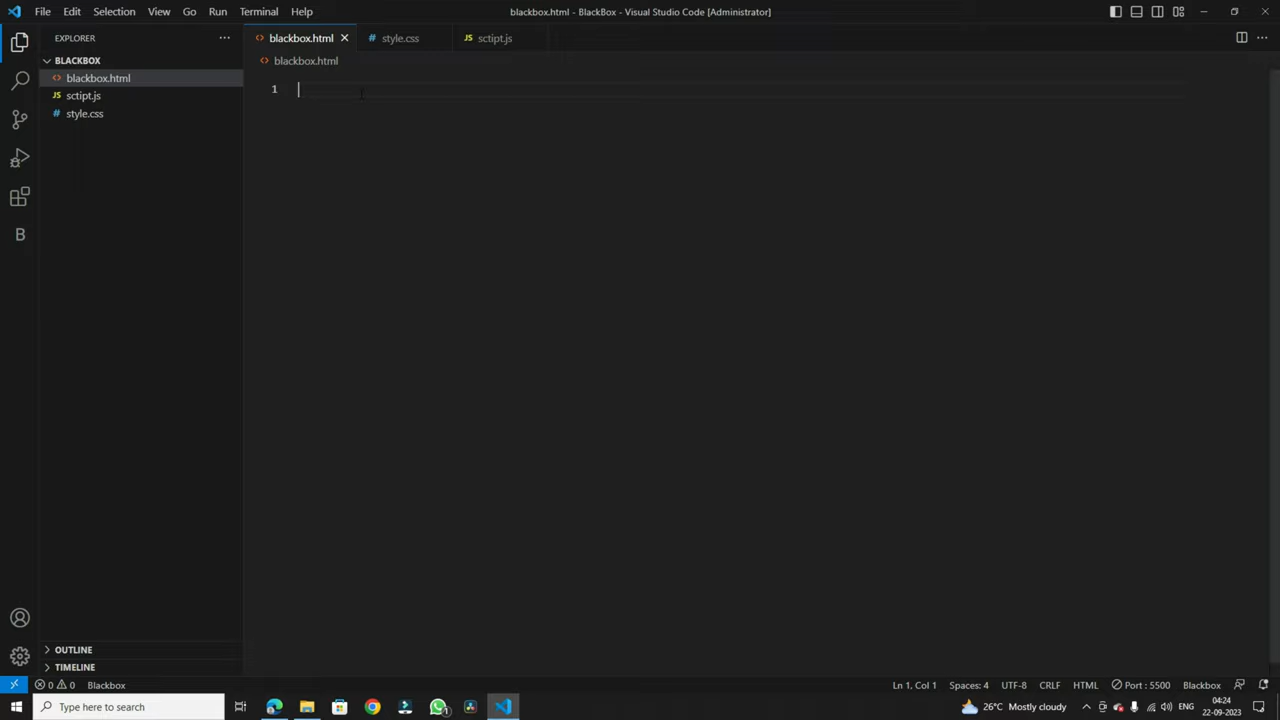 File Edit Selection View Go Run Terminal Help
blackbox.html - BlackBox - Visual Studio Code [Administrator]
EXPLORER
blackbox.html
style.css
JS sctipt.js
BLACKBOX
blackbox.html
blackbox.html
JS sctipt.js
# style.css
1
B
OUTLINE
TIMELINE
0 0 Blackbox
Ln 1, Col 1 Spaces: 4 UTF-8 CRLF HTML Port : 5500 Blackbox
Type here to search
1
26°C Mostly cloudy
ENG
04:24
22-09-2023